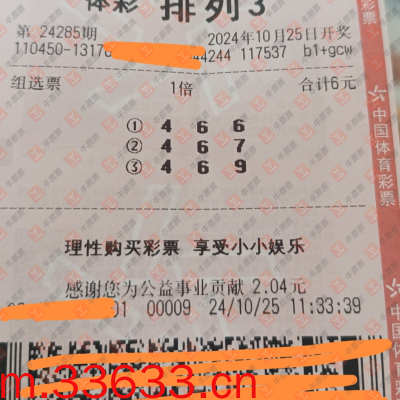 体彩 排列3
第 24285期 2024年10月25日开奖
110450-1317 44244 117537 b1+gcw
组选票 1倍 合计6元
① 4 6 6
② 4 6 7
③ 4 6 9
理性购买彩票 享受小小娱乐
感谢您为公益事业贡献 2.04元
01 00009 24/10/25 11:33:39
m.33633.cn
彩票
中国体育彩票
中国体